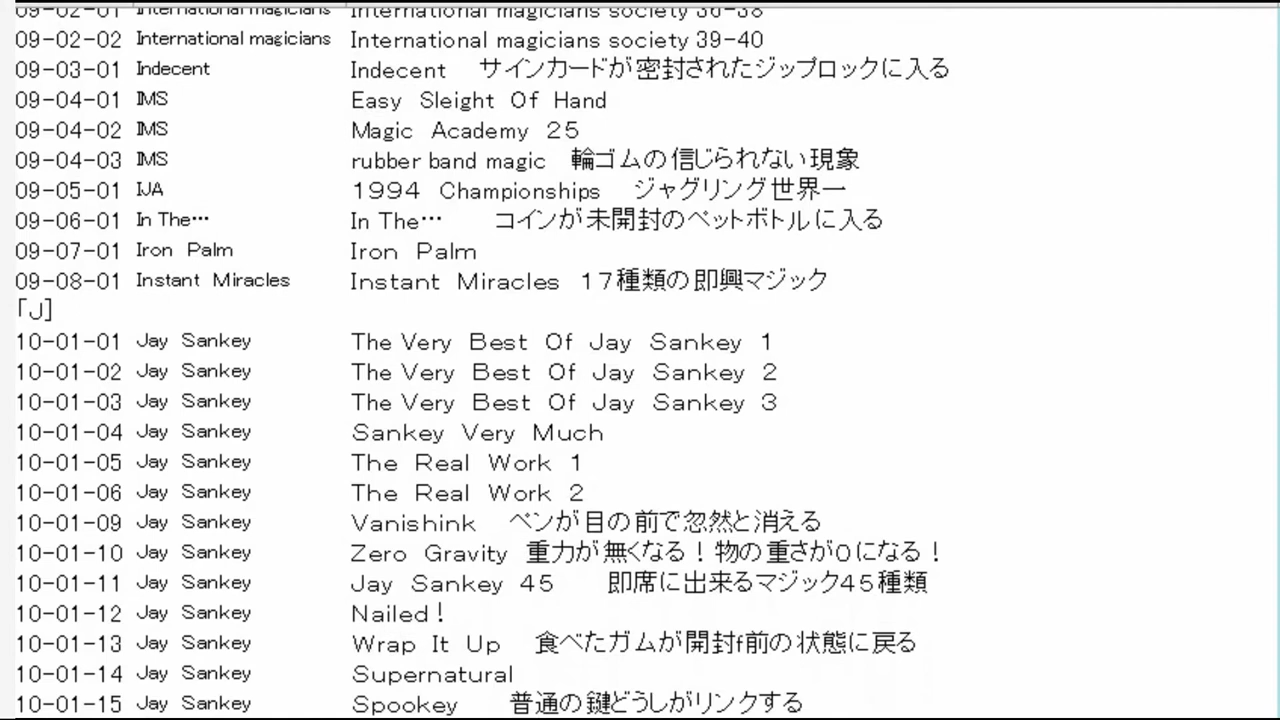 09-02-01 International magicians International magicians society 36-38
09-02-02 International magicians International magicians society 39-40
09-03-01 Indecent Indecent サインカードが密封されたジップロックに入る
09-04-01 IMS Easy Sleight Of Hand
09-04-02 IMS Magic Academy 25
09-04-03 IMS rubber band magic 輪ゴムの信じられない現象
09-05-01 IJA 1994 Championships ジャグリング世界一
09-06-01 In The… In The… コインが未開封のペットボトルに入る
09-07-01 Iron Palm Iron Palm
09-08-01 Instant Miracles Instant Miracles 17種類の即興マジック
「J]
10-01-01 Jay Sankey The Very Best Of Jay Sankey 1
10-01-02 Jay Sankey The Very Best Of Jay Sankey 2
10-01-03 Jay Sankey The Very Best Of Jay Sankey 3
10-01-04 Jay Sankey Sankey Very Much
10-01-05 Jay Sankey The Real Work 1
10-01-06 Jay Sankey The Real Work 2
10-01-09 Jay Sankey Vanishink ペンが目の前で忽然と消える
10-01-10 Jay Sankey Zero Gravity 重力が無くなる！物の重さが0になる！
10-01-11 Jay Sankey Jay Sankey 45 即席に出来るマジック45種類
10-01-12 Jay Sankey Nailed！
10-01-13 Jay Sankey Wrap It Up 食べたガムが開封f前の状態に戻る
10-01-14 Jay Sankey Supernatural
10-01-15 Jay Sankey Spookey 普通の鍵どうしがリンクする